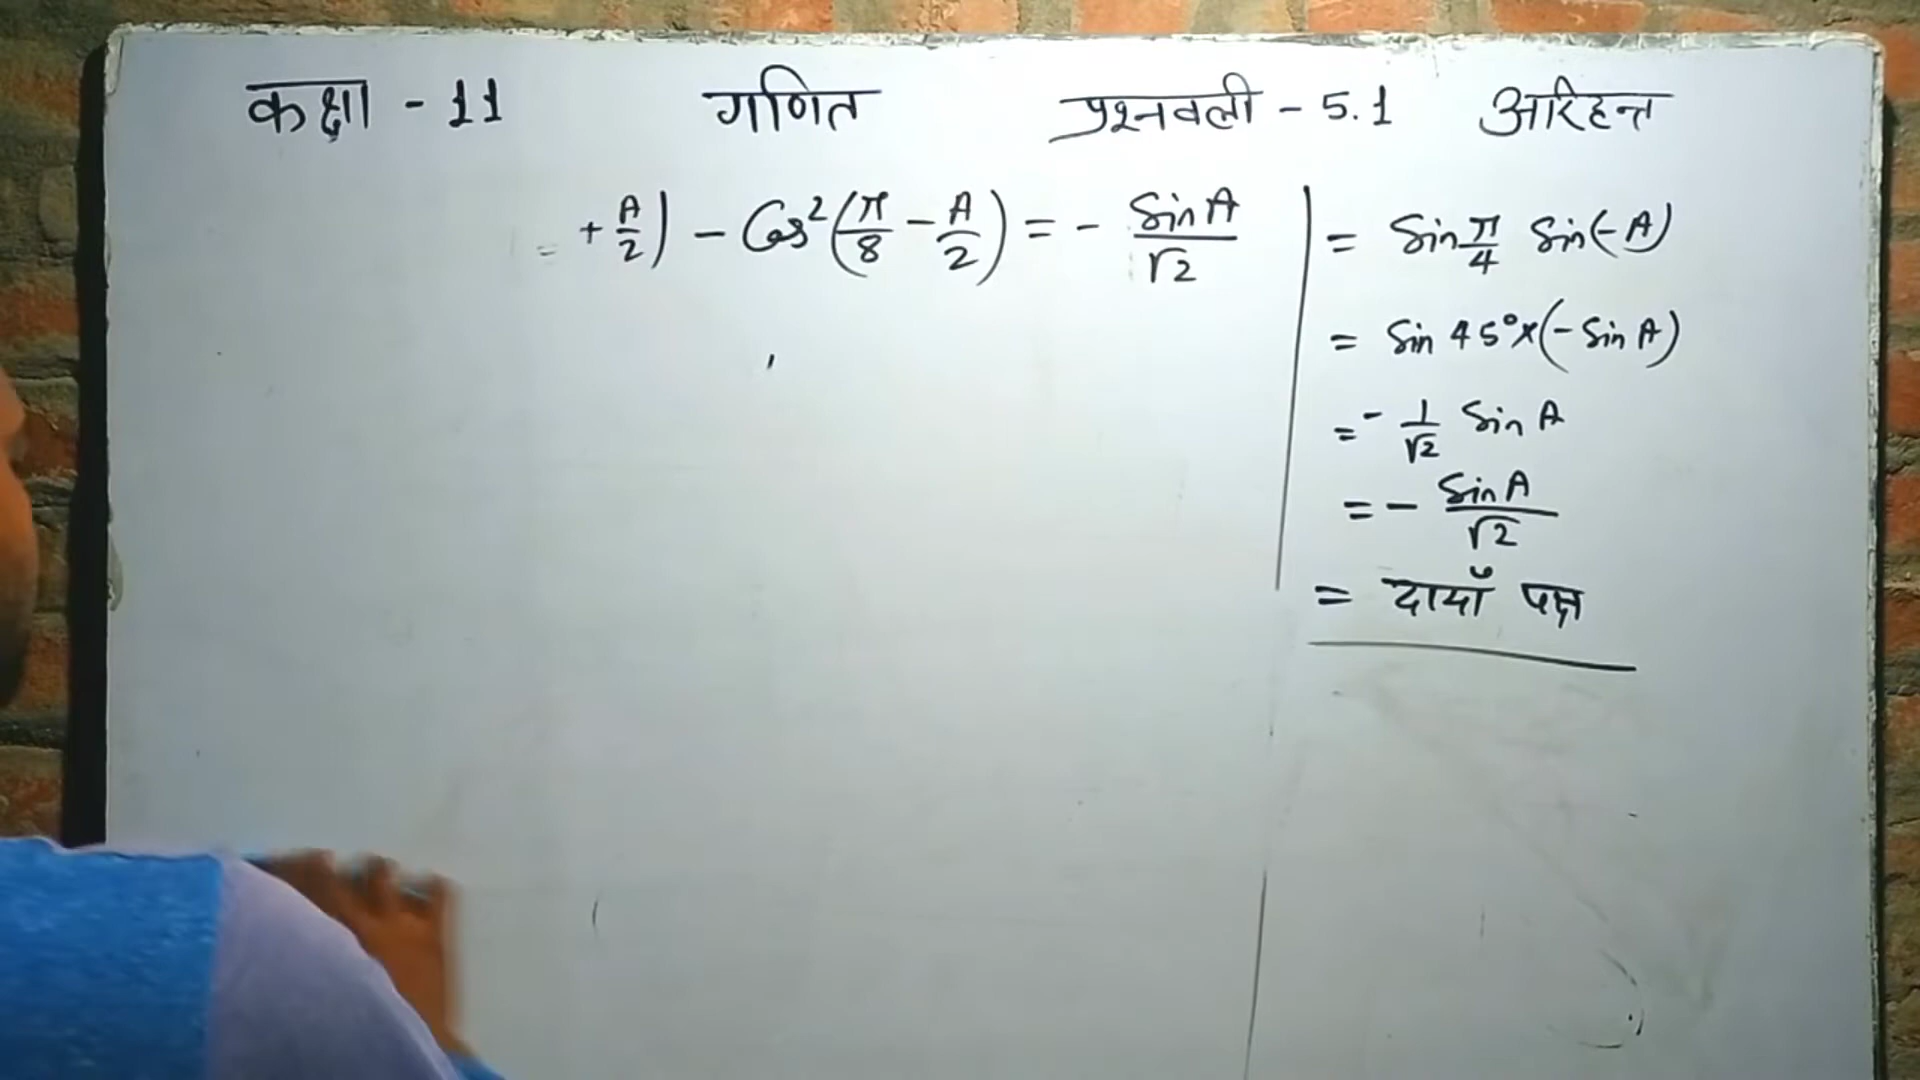 कक्षा - 11 गणित प्रश्नवली - 5.1 अरिहन्त
= + A/2) - Cos²(π/8 - A/2) = - Sin A/√2
= Sin π/4 Sin(-A)
= Sin 45° × (- Sin A)
= - 1/√2 Sin A
= - Sin A/√2
= दायाँ पक्ष